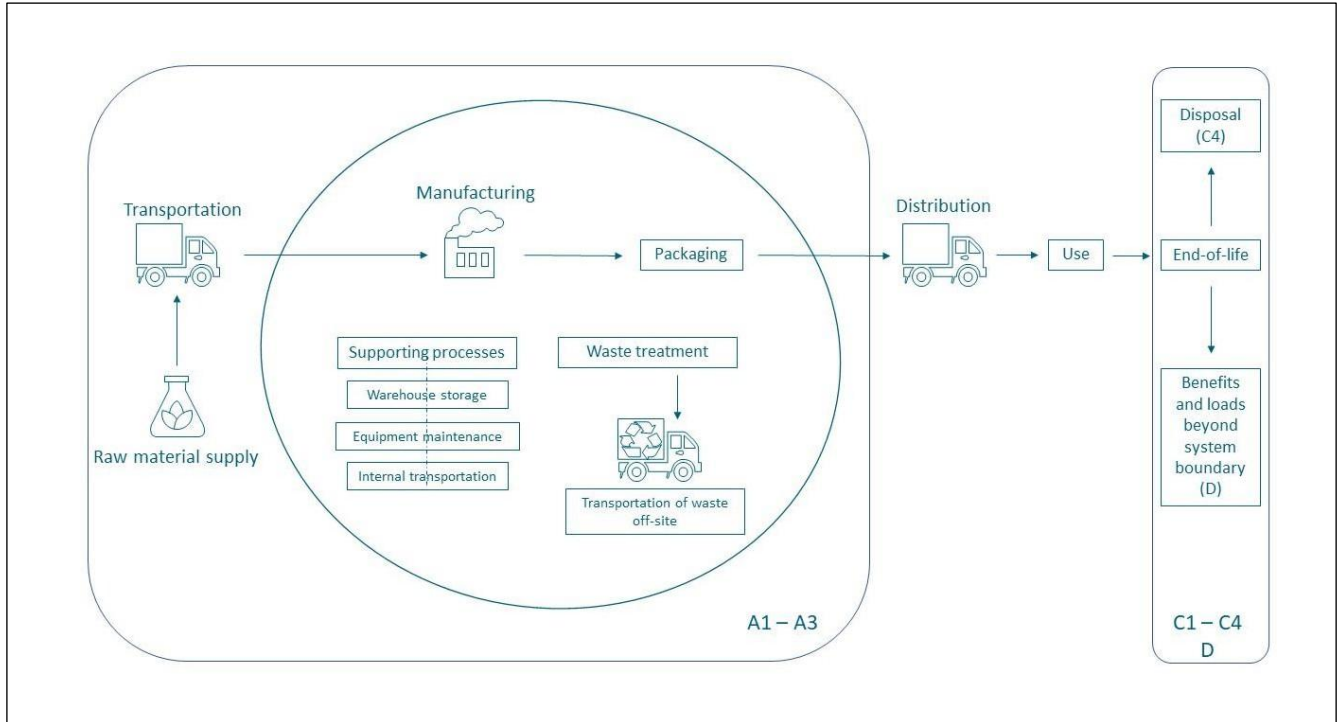 Transportation
Raw material supply
Manufacturing
Packaging
Supporting processes
Warehouse storage
Equipment maintenance
Internal transportation
Waste treatment
Transportation of waste
off-site
A1 – A3
Distribution
Use
End-of-life
Disposal
(C4)
Benefits
and loads
beyond
system
boundary
(D)
C1 – C4
D